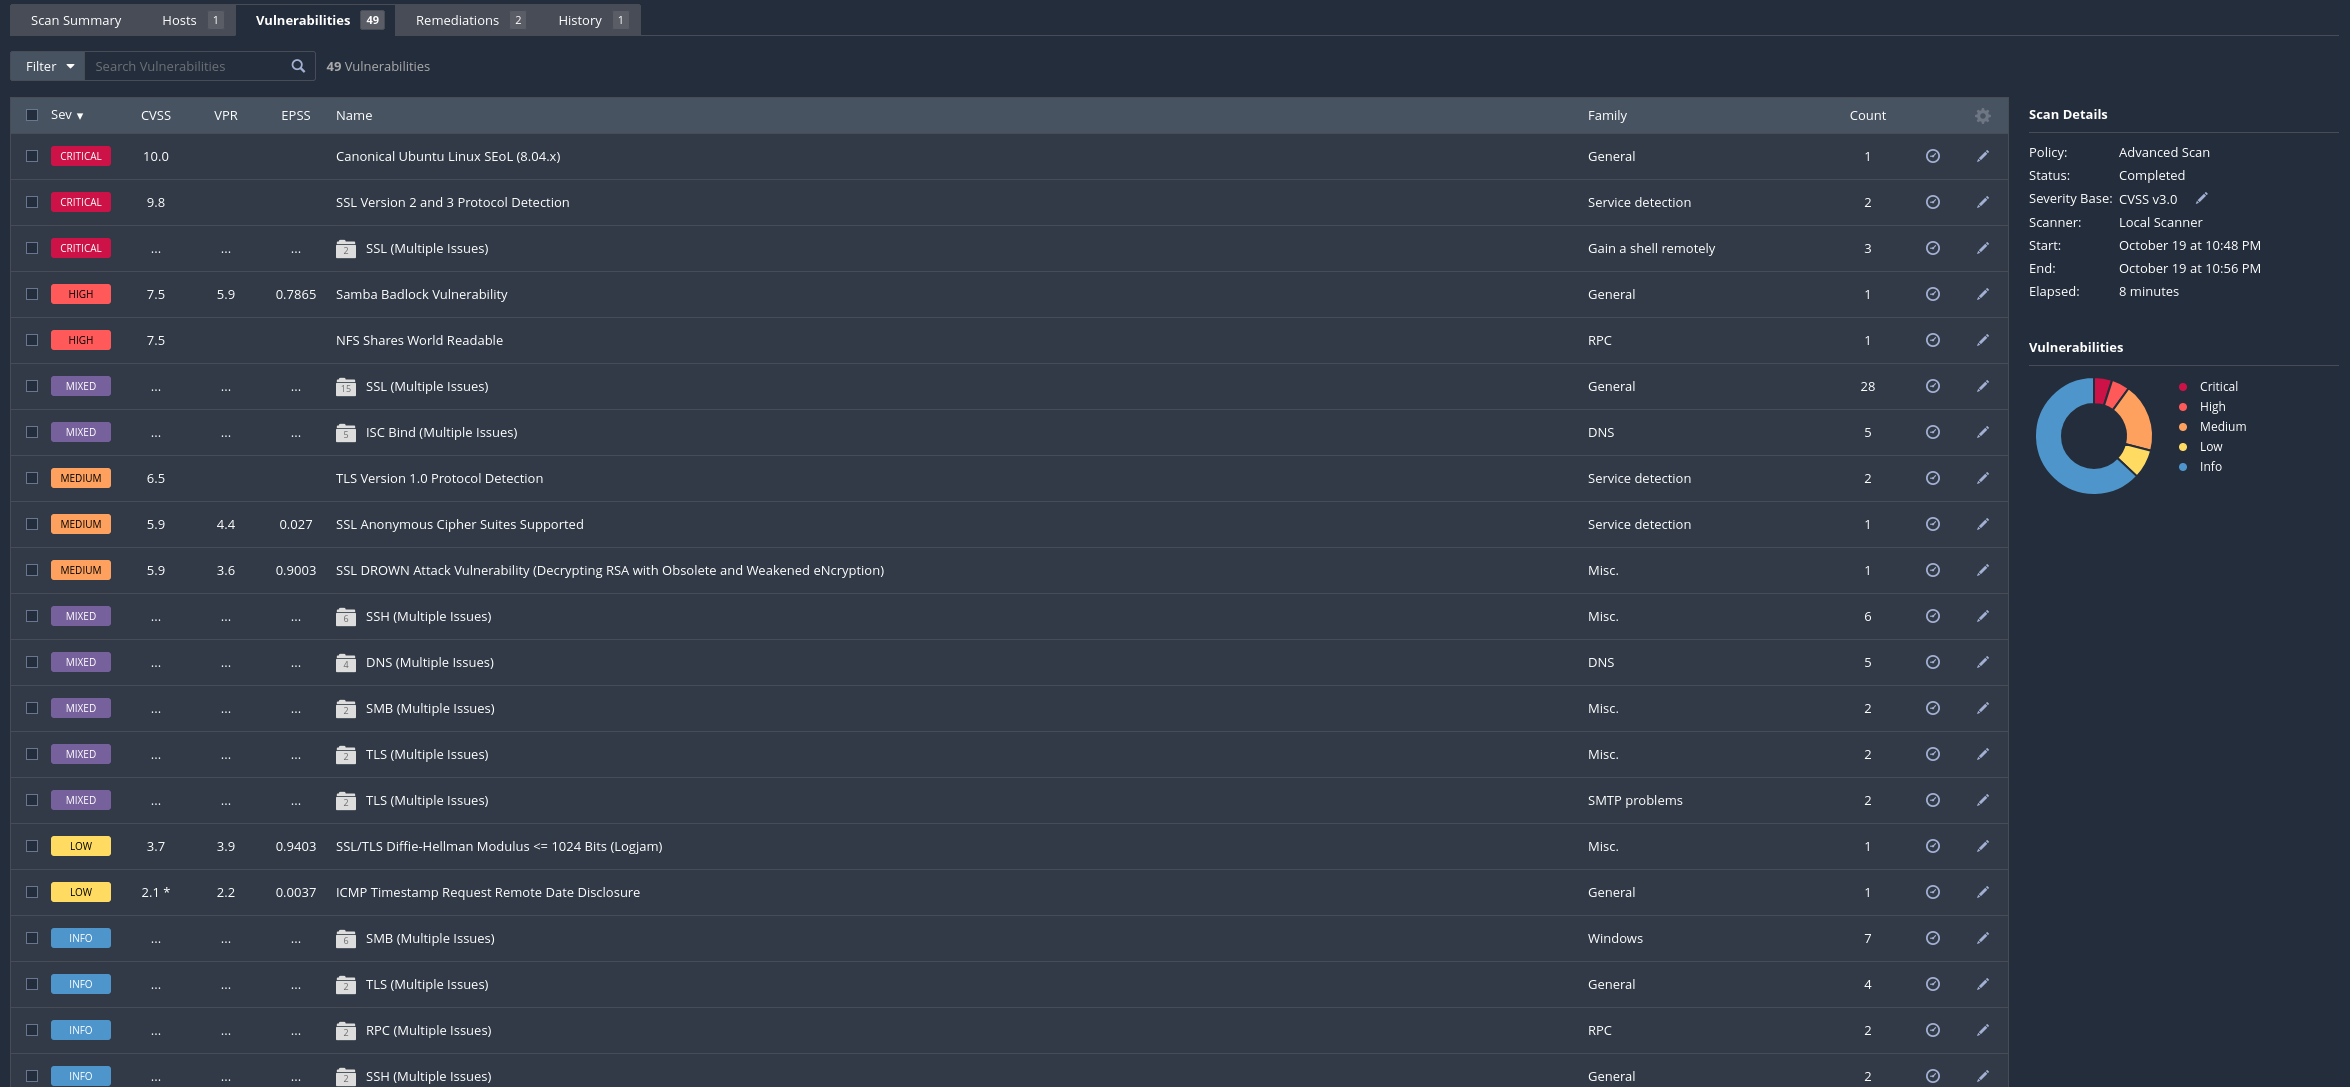 Scan Summary Hosts 1 Vulnerabilities 49 Remediations 2 History 1
Filter Search Vulnerabilities 49 Vulnerabilities
Sev CVSS VPR EPSS Name Family Count
CRITICAL 10.0 Canonical Ubuntu Linux SEoL (8.04.x) General 1
CRITICAL 9.8 SSL Version 2 and 3 Protocol Detection Service detection 2
CRITICAL ... ... ... 2 SSL (Multiple Issues) Gain a shell remotely 3
HIGH 7.5 5.9 0.7865 Samba Badlock Vulnerability General 1
HIGH 7.5 NFS Shares World Readable RPC 1
MIXED ... ... ... 15 SSL (Multiple Issues) General 28
MIXED ... ... ... 5 ISC Bind (Multiple Issues) DNS 5
MEDIUM 6.5 TLS Version 1.0 Protocol Detection Service detection 2
MEDIUM 5.9 4.4 0.027 SSL Anonymous Cipher Suites Supported Service detection 1
MEDIUM 5.9 3.6 0.9003 SSL DROWN Attack Vulnerability (Decrypting RSA with Obsolete and Weakened eNcryption) Misc. 1
MIXED ... ... ... 6 SSH (Multiple Issues) Misc. 6
MIXED ... ... ... 4 DNS (Multiple Issues) DNS 5
MIXED ... ... ... 2 SMB (Multiple Issues) Misc. 2
MIXED ... ... ... 2 TLS (Multiple Issues) Misc. 2
MIXED ... ... ... 2 TLS (Multiple Issues) SMTP problems 2
LOW 3.7 3.9 0.9403 SSL/TLS Diffie-Hellman Modulus <= 1024 Bits (Logjam) Misc. 1
LOW 2.1 * 2.2 0.0037 ICMP Timestamp Request Remote Date Disclosure General 1
INFO ... ... ... 6 SMB (Multiple Issues) Windows 7
INFO ... ... ... 2 TLS (Multiple Issues) General 4
INFO ... ... ... 2 RPC (Multiple Issues) RPC 2
INFO ... ... ... 2 SSH (Multiple Issues) General 2
Scan Details
Policy: Advanced Scan
Status: Completed
Severity Base: CVSS v3.0
Scanner: Local Scanner
Start: October 19 at 10:48 PM
End: October 19 at 10:56 PM
Elapsed: 8 minutes
Vulnerabilities
Critical
High
Medium
Low
Info